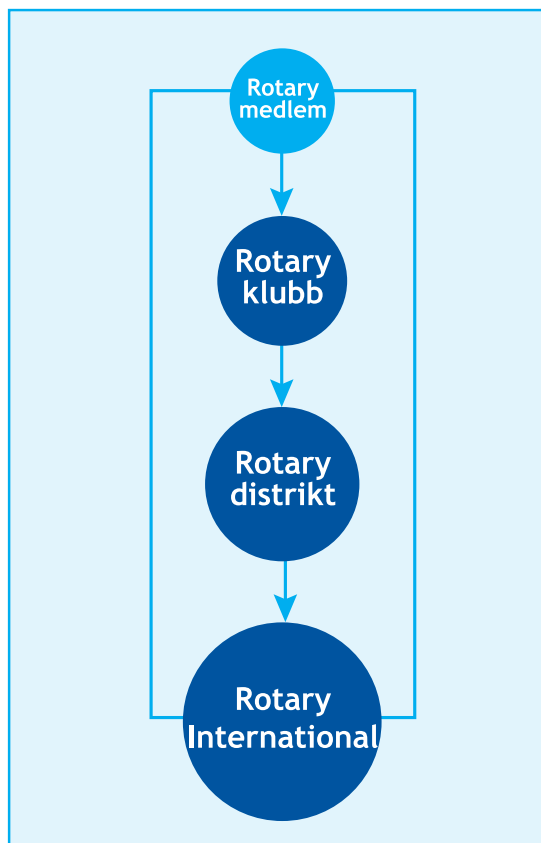 Rotary
medlem
Rotary
klubb
Rotary
distrikt
Rotary
International